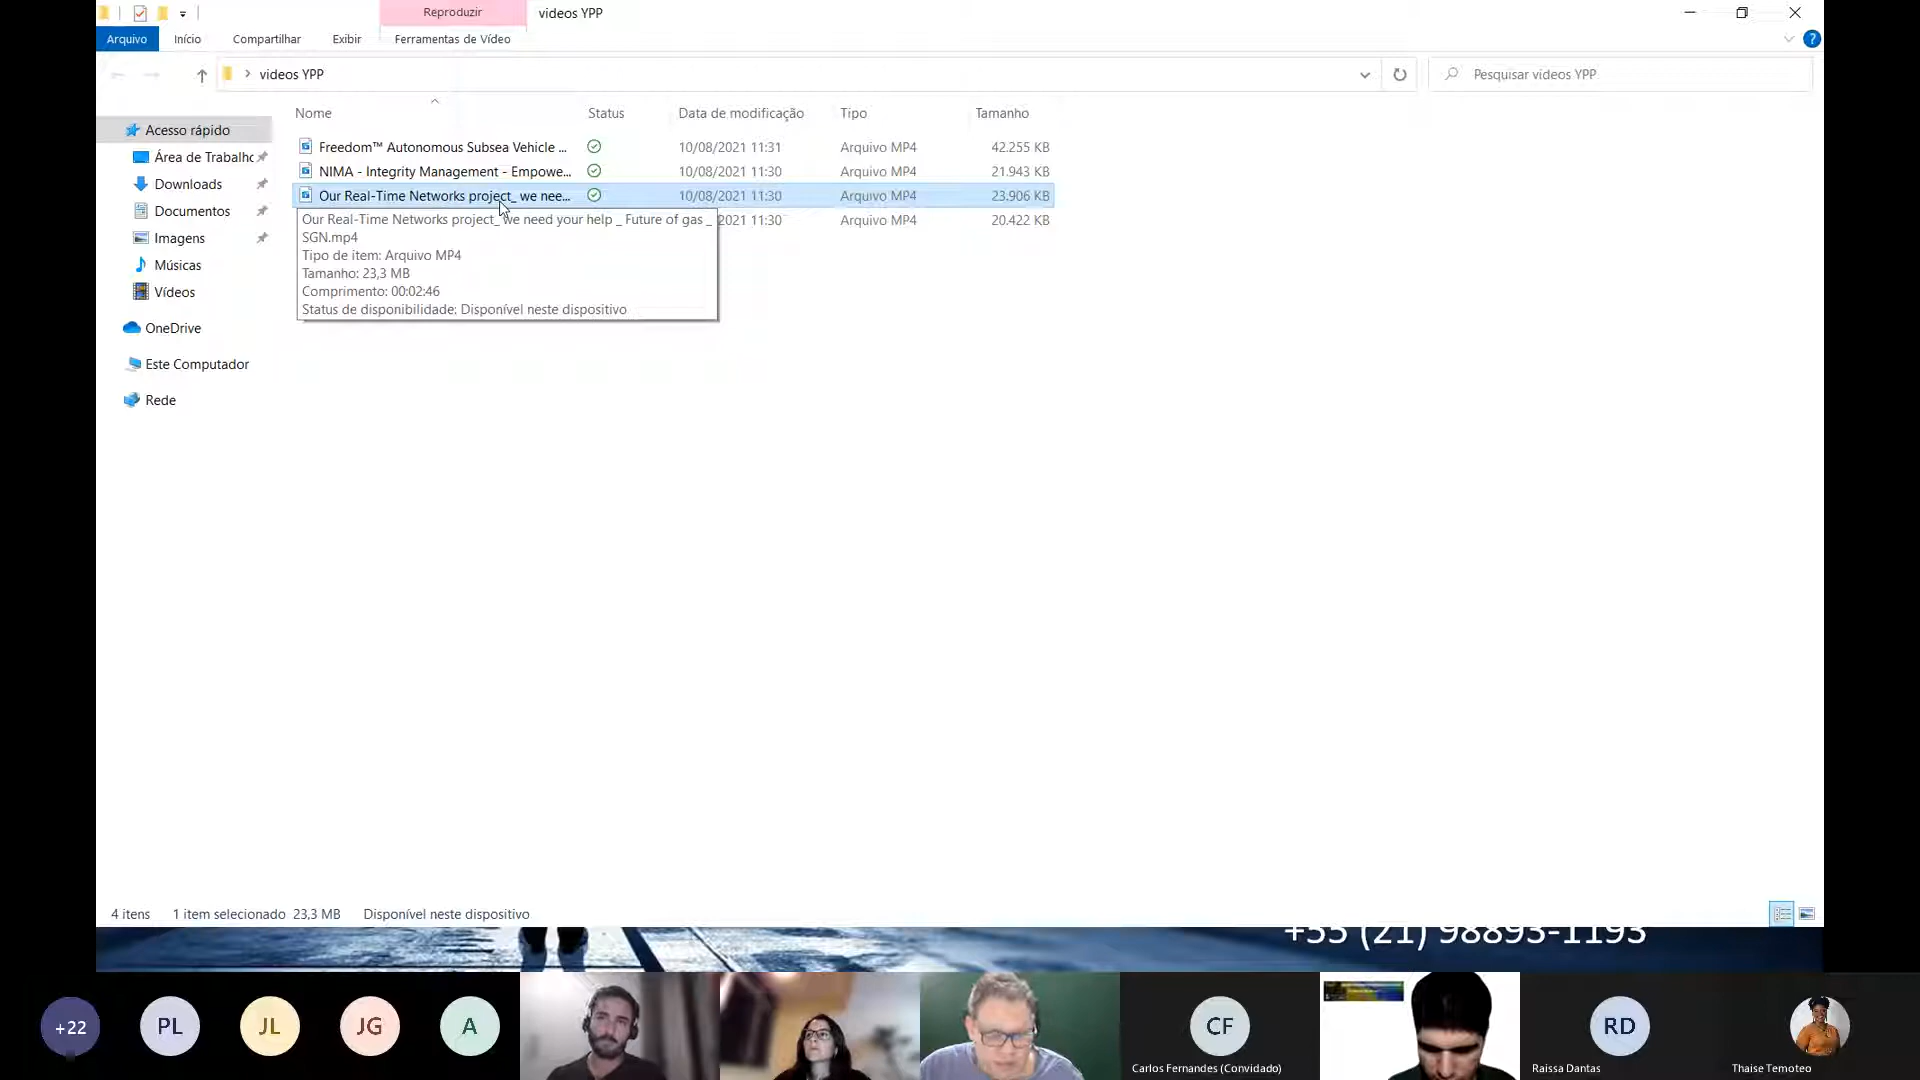 Reproduzir
videos YPP
Arquivo
Início
Compartilhar
Exibir
Ferramentas de Vídeo
?
videos YPP
Pesquisar videos YPP
Nome
Status
Data de modificação
Tipo
Tamanho
Acesso rápido
Área de Trabalho
Downloads
Documentos
Imagens
Músicas
Vídeos
OneDrive
Este Computador
Rede
Freedom™ Autonomous Subsea Vehicle ...
10/08/2021 11:31
Arquivo MP4
42.255 KB
NIMA - Integrity Management - Empowe...
10/08/2021 11:30
Arquivo MP4
21.943 KB
Our Real-Time Networks project_ we nee...
10/08/2021 11:30
Arquivo MP4
23.906 KB
2021 11:30
Arquivo MP4
20.422 KB
Our Real-Time Networks project_ we need your help _ Future of gas _
SGN.mp4
Tipo de item: Arquivo MP4
Tamanho: 23,3 MB
Comprimento: 00:02:46
Status de disponibilidade: Disponível neste dispositivo
4 itens
1 item selecionado 23,3 MB
Disponível neste dispositivo
+55 (21) 98893-1193
+22
PL
JL
JG
A
CF
Carlos Fernandes (Convidado)
RD
Raissa Dantas
Thaise Temoteo